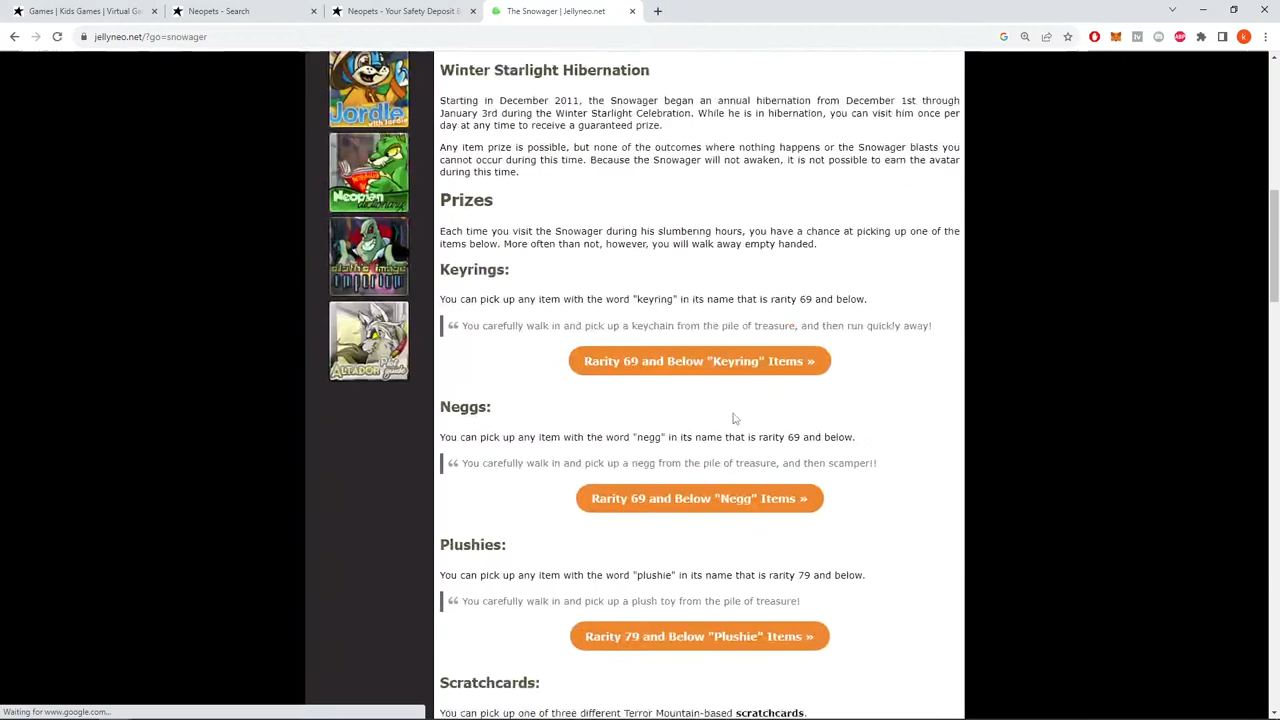 Games | Kids Games | Virtual Ga
Neopets - Search
Neopets - Your Safety Deposit B
The Snowager | Jellyneo.net
jellyneo.net/?go=snowager
Jordle
with Jordie
Neopian
dictionary
sloth's image
emporium
ALTADOR Plot
guide
Winter Starlight Hibernation
Starting in December 2011, the Snowager began an annual hibernation from December 1st through
January 3rd during the Winter Starlight Celebration. While he is in hibernation, you can visit him once per
day at any time to receive a guaranteed prize.
Any item prize is possible, but none of the outcomes where nothing happens or the Snowager blasts you
cannot occur during this time. Because the Snowager will not awaken, it is not possible to earn the avatar
during this time.
Prizes
Each time you visit the Snowager during his slumbering hours, you have a chance at picking up one of the
items below. More often than not, however, you will walk away empty handed.
Keyrings:
You can pick up any item with the word "keyring" in its name that is rarity 69 and below.
❝ You carefully walk in and pick up a keychain from the pile of treasure, and then run quickly away!
Rarity 69 and Below "Keyring" Items »
Neggs:
You can pick up any item with the word "negg" in its name that is rarity 69 and below.
❝ You carefully walk in and pick up a negg from the pile of treasure, and then scamper!!
Rarity 69 and Below "Negg" Items »
Plushies:
You can pick up any item with the word "plushie" in its name that is rarity 79 and below.
❝ You carefully walk in and pick up a plush toy from the pile of treasure!
Rarity 79 and Below "Plushie" Items »
Scratchcards:
You can pick up one of three different Terror Mountain-based scratchcards.
Waiting for www.google.com...